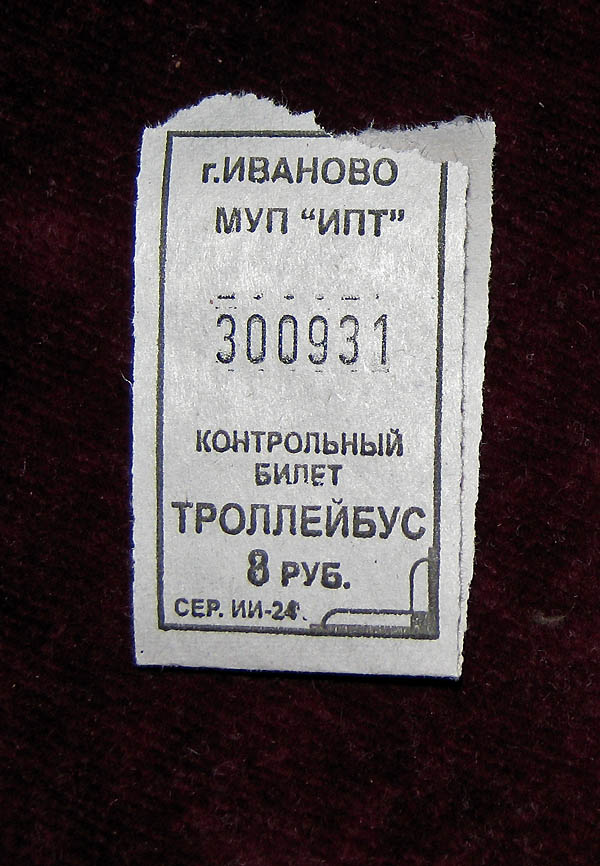 г.ИВАНОВО
МУП “ИПТ”
300931
КОНТРОЛЬНЫЙ
БИЛЕТ
ТРОЛЛЕЙБУС
8 РУБ.
СЕР. ИИ-24